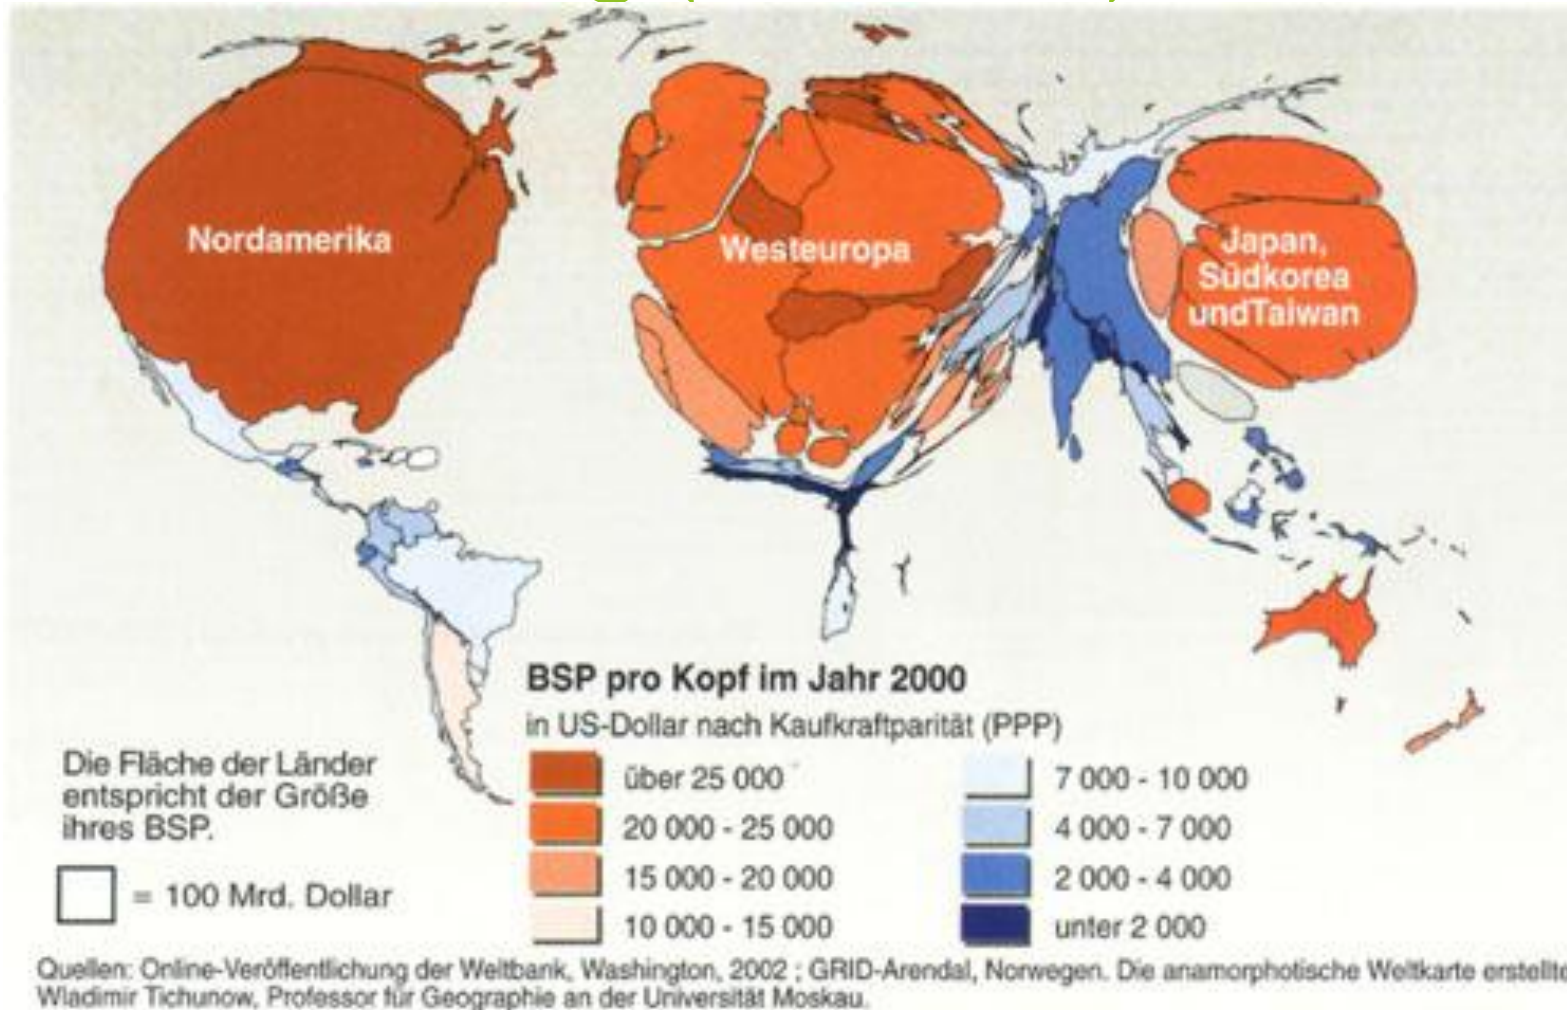 Nordamerika
Westeuropa
Japan,
Südkorea
undTaiwan
BSP pro Kopf im Jahr 2000
in US-Dollar nach Kaufkraftparität (PPP)
über 25 000
20 000 - 25 000
15 000 - 20 000
10 000 - 15 000
7 000 - 10 000
4 000 - 7 000
2 000 - 4 000
unter 2 000
Die Fläche der Länder
entspricht der Größe
ihres BSP.
= 100 Mrd. Dollar
Quellen: Online-Veröffentlichung der Weltbank, Washington, 2002 ; GRID-Arendal, Norwegen. Die anamorphotische Weltkarte erstellte
Wladimir Tichunow, Professor für Geographie an der Universität Moskau.